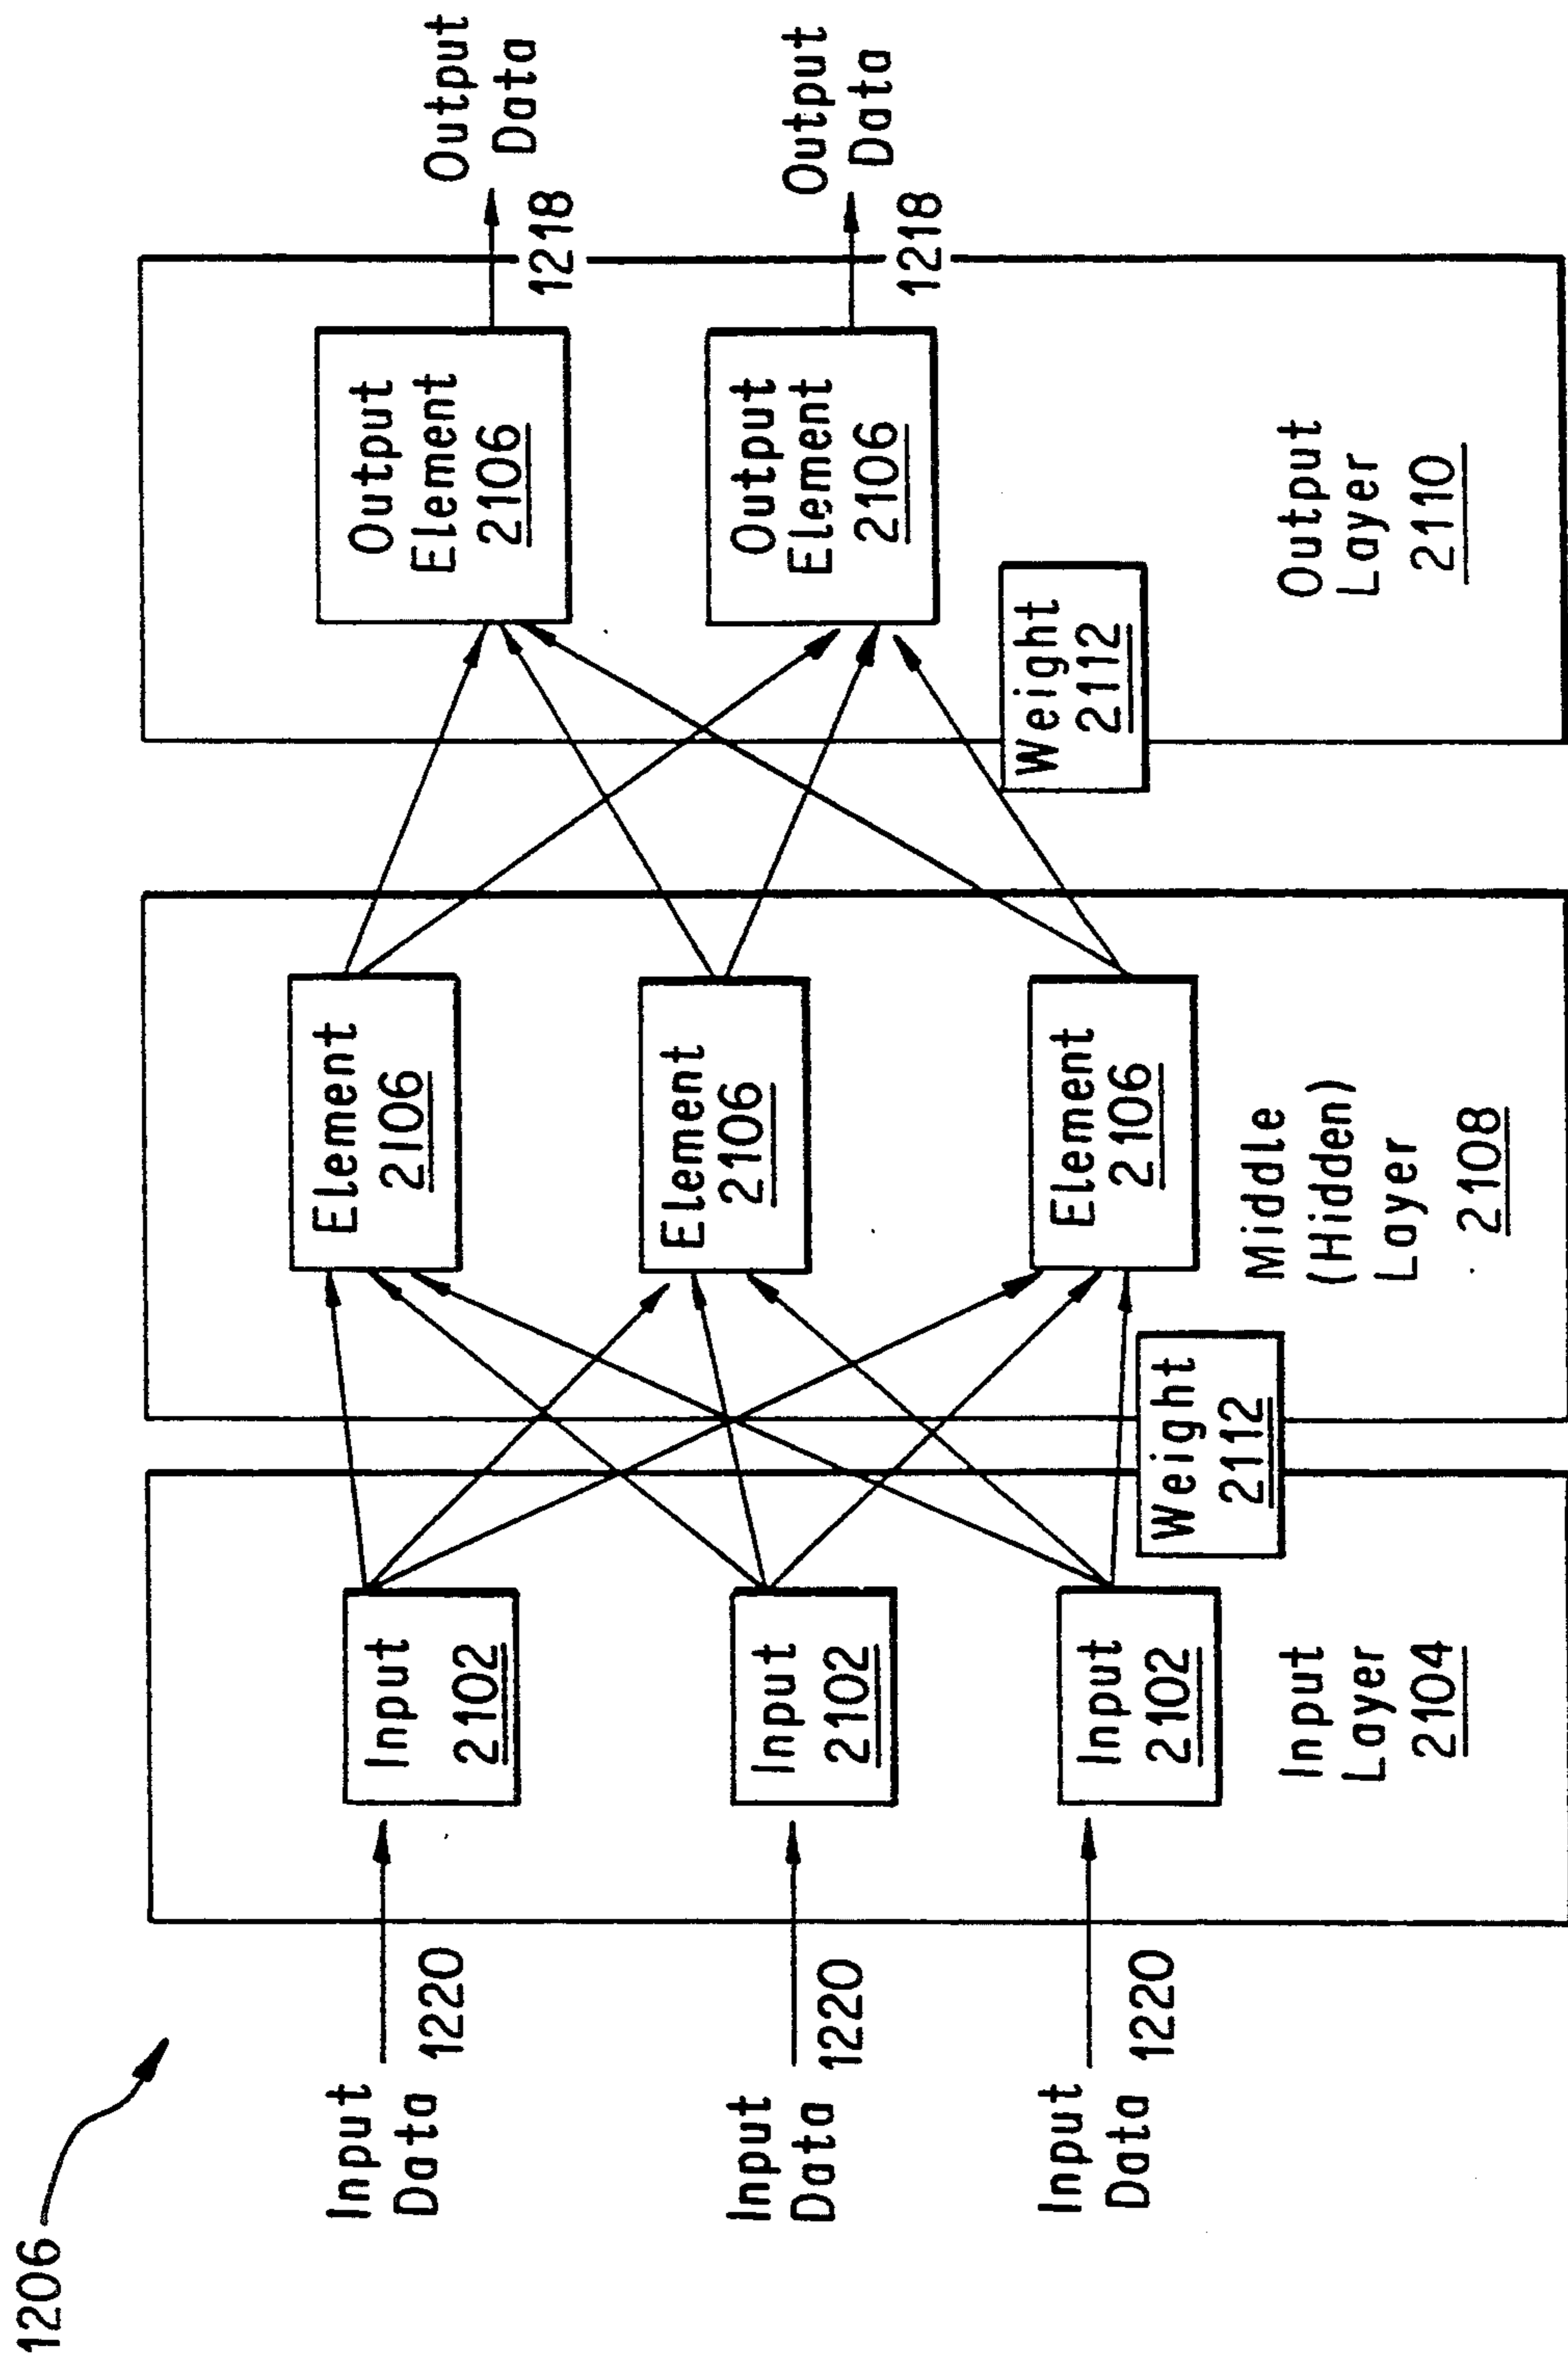 1206
Input
Data 1220
Input
Data 1220
Input
Data 1220
Input
2102
Input
2102
Input
2102
Input
Layer
2104
Weight
2112
Element
2106
Element
2106
Element
2106
Middle
(Hidden)
Layer
2108
Weight
2112
Output
Element
2106
Output
Element
2106
Output
Layer
2110
1218
Output
Data
1218
Output
Data